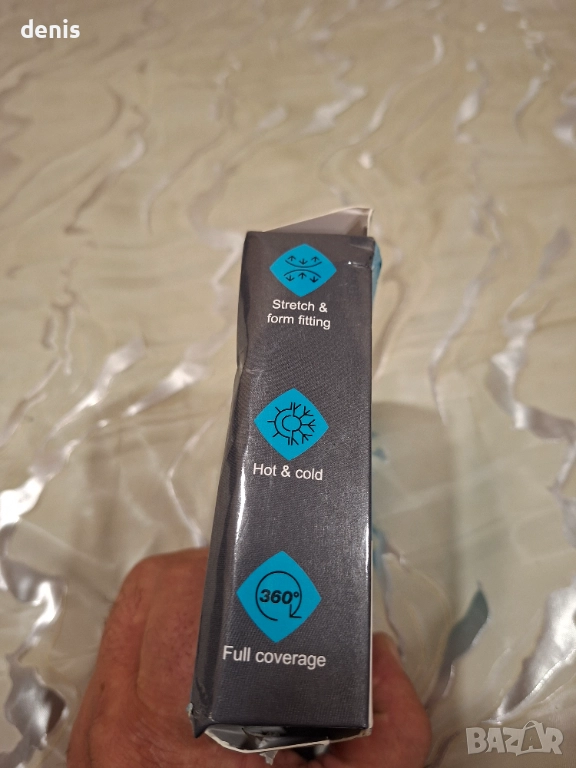 denis
Stretch &
form fitting
Hot & cold
360°
Full coverage
BAZAR